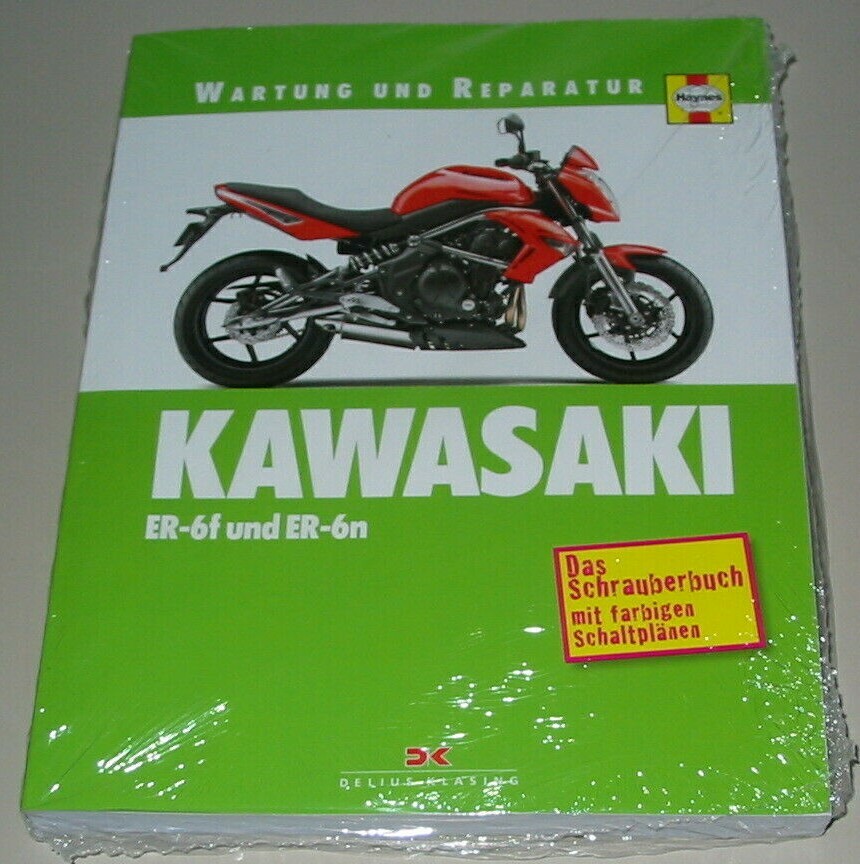 WARTUNG UND REPARATUR
Haynes
KAWASAKI
ER-6f und ER-6n
Das
Schrauberbuch
mit farbigen
Schaltplänen
DK
DELIUS KLASING